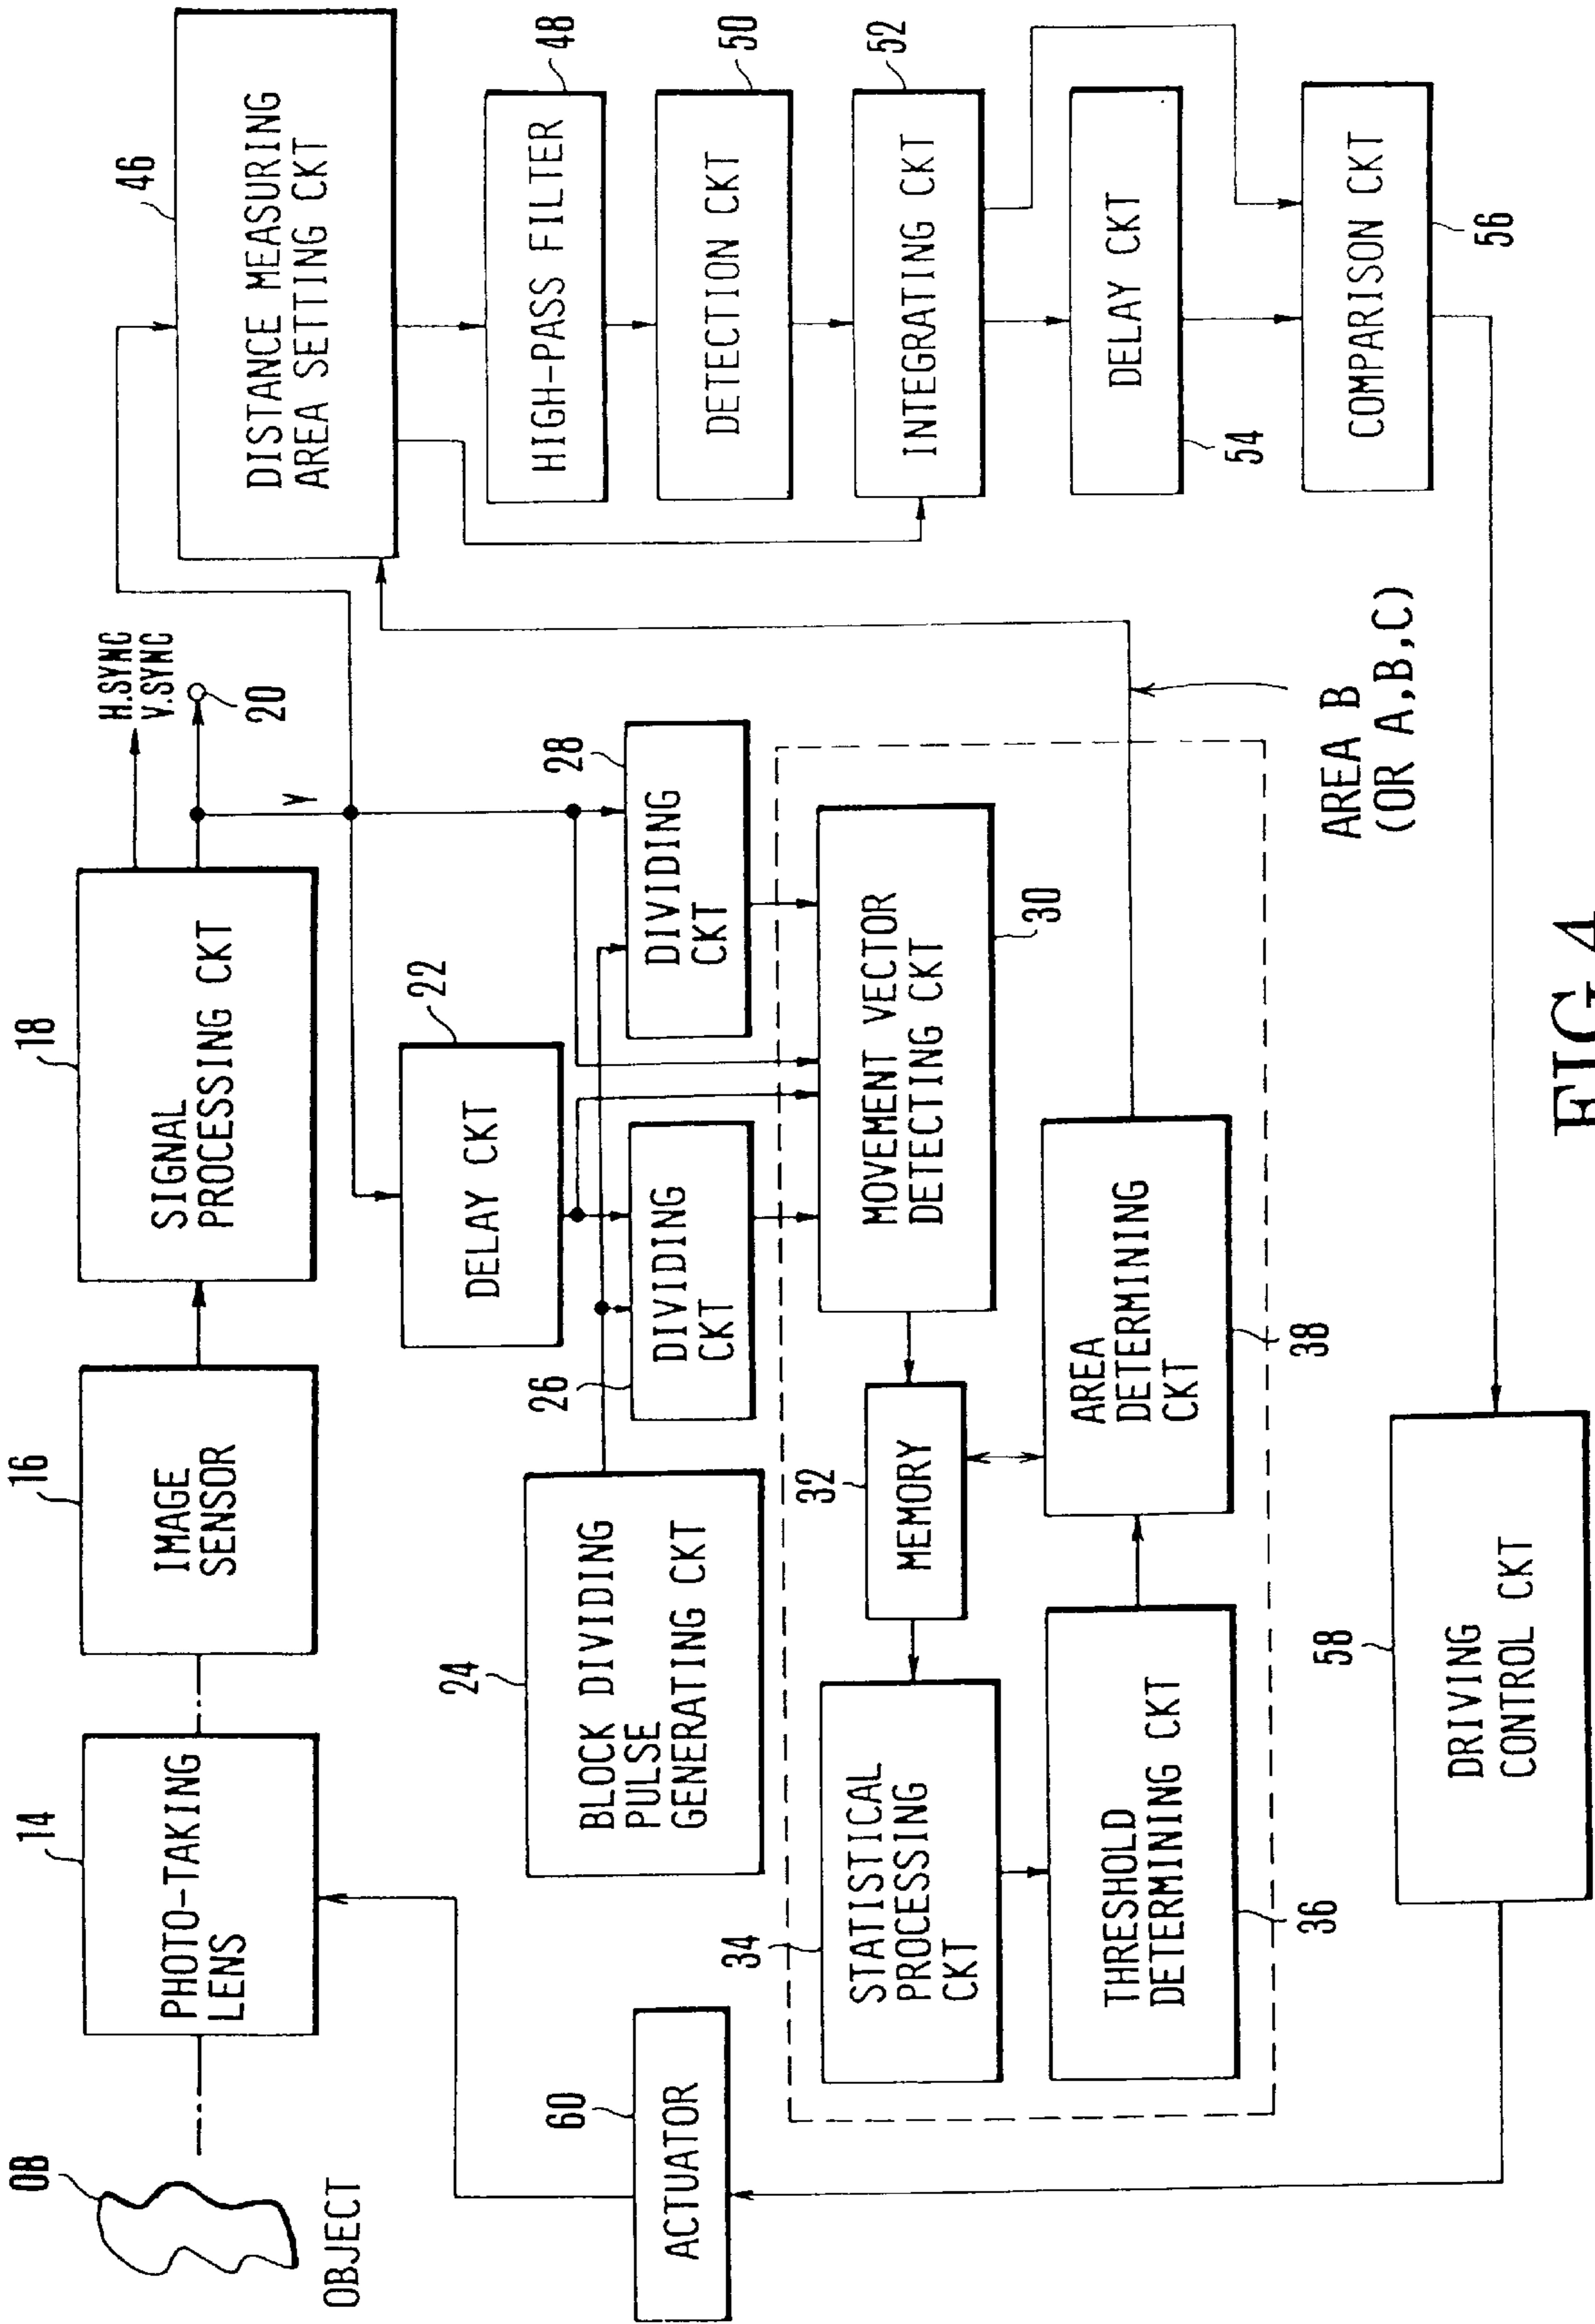 OB
OBJECT
14
PHOTO-TAKING
LENS
16
IMAGE
SENSOR
18
SIGNAL
PROCESSING CKT
H.SYNC
V.SYNC
20
Y
46
DISTANCE MEASURING
AREA SETTING CKT
48
HIGH-PASS FILTER
50
DETECTION CKT
52
INTEGRATING CKT
DELAY CKT
54
COMPARISON CKT
56
22
DELAY CKT
24
BLOCK DIVIDING
PULSE
GENERATING CKT
26
DIVIDING
CKT
28
DIVIDING
CKT
MOVEMENT VECTOR
DETECTING CKT
30
32
MEMORY
34
STATISTICAL
PROCESSING
CKT
THRESHOLD
DETERMINING CKT
36
AREA
DETERMINING
CKT
38
AREA B
(OR A,B,C)
60
ACTUATOR
58
DRIVING
CONTROL CKT
FIG.4